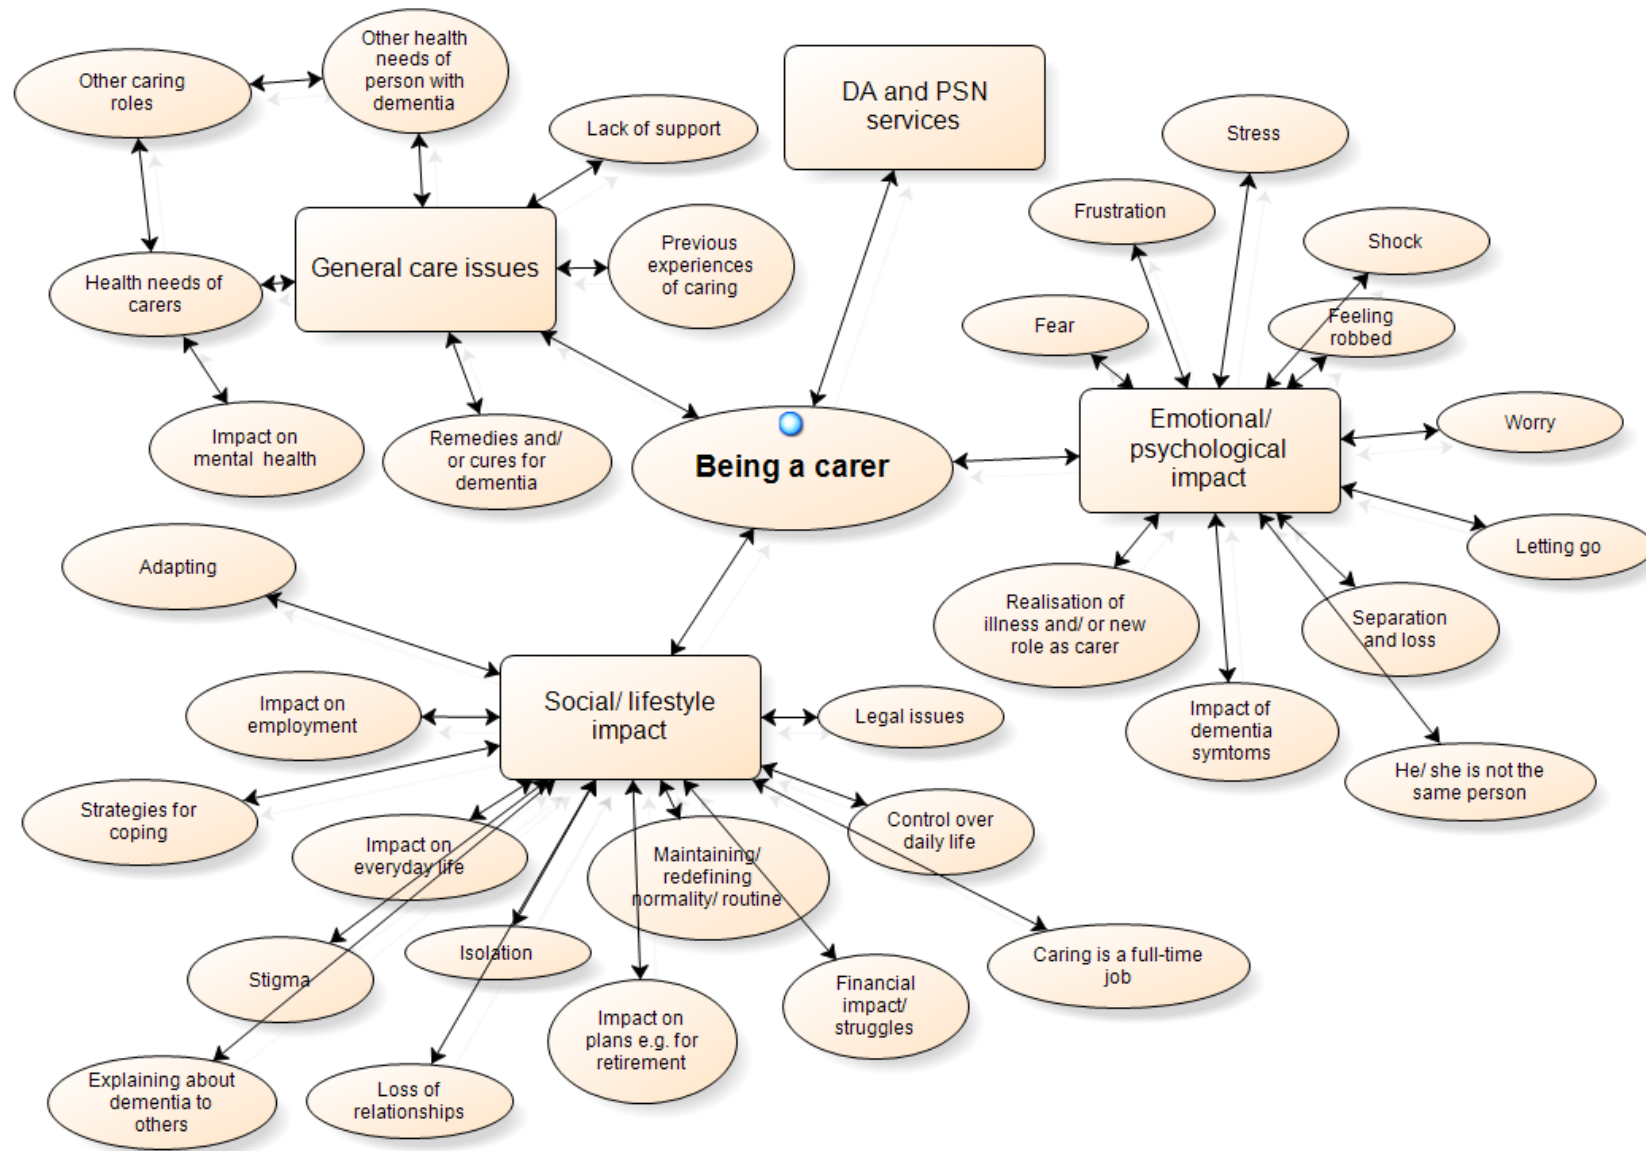 Other caring
roles
Other health
needs of
person with
dementia
Lack of support
DA and PSN
services
Stress
Frustration
Shock
General care issues
Previous
experiences
of caring
Health needs of
carers
Fear
Feeling
robbed
Impact on
mental  health
Remedies and/
or cures for
dementia
Being a carer
Emotional/
psychological
impact
Worry
Letting go
Adapting
Realisation of
illness and/ or new
role as carer
Separation
and loss
Impact on
employment
Social/ lifestyle
impact
Legal issues
Impact of
dementia
symtoms
He/ she is not the
same person
Strategies for
coping
Impact on
everyday life
Maintaining/
redefining
normality/ routine
Control over
daily life
Stigma
Isolation
Caring is a full-time
job
Financial
impact/
struggles
Impact on
plans e.g. for
retirement
Explaining about
dementia to
others
Loss of
relationships